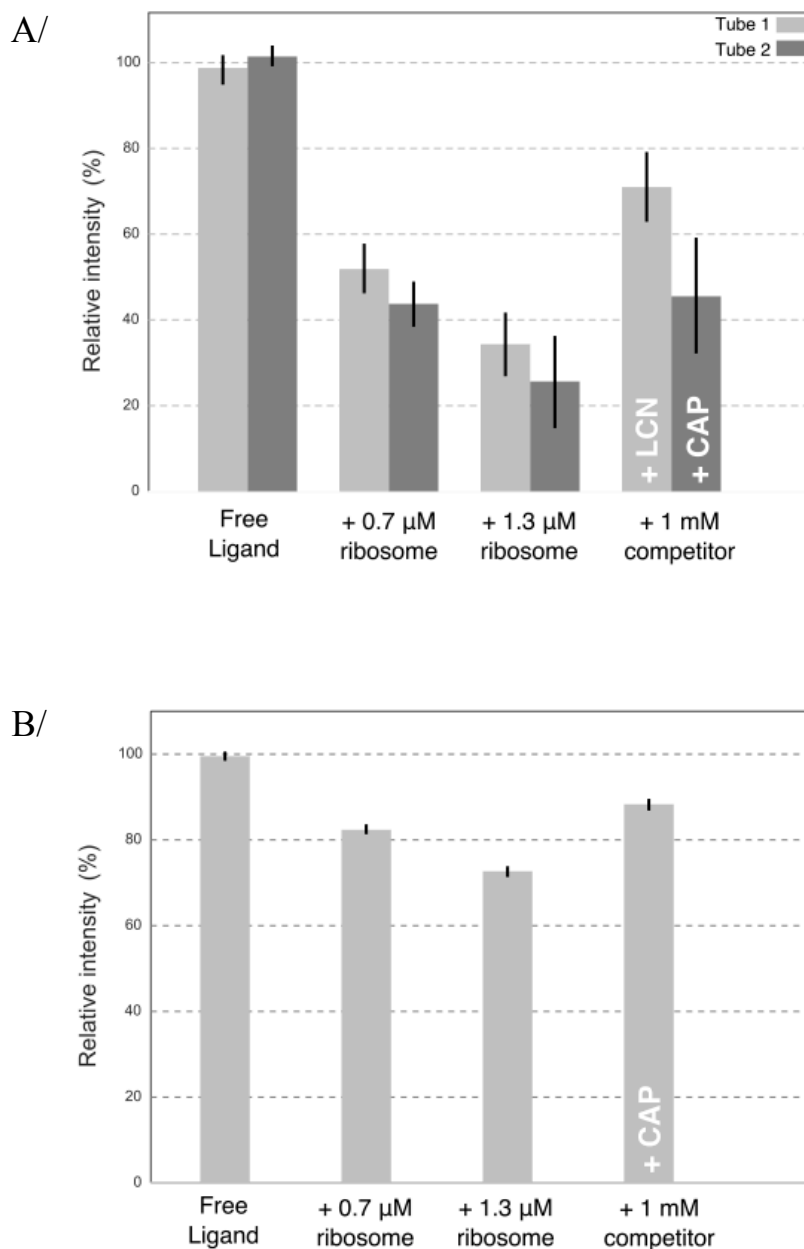 A/
Tube 1
Tube 2
Relative intensity (%)
100
80
60
40
20
0
+ LCN
+ CAP
Free
Ligand
+ 0.7 µM
ribosome
+ 1.3 µM
ribosome
+ 1 mM
competitor
B/
Relative intensity (%)
100
80
60
40
20
0
+ CAP
Free
Ligand
+ 0.7 µM
ribosome
+ 1.3 µM
ribosome
+ 1 mM
competitor